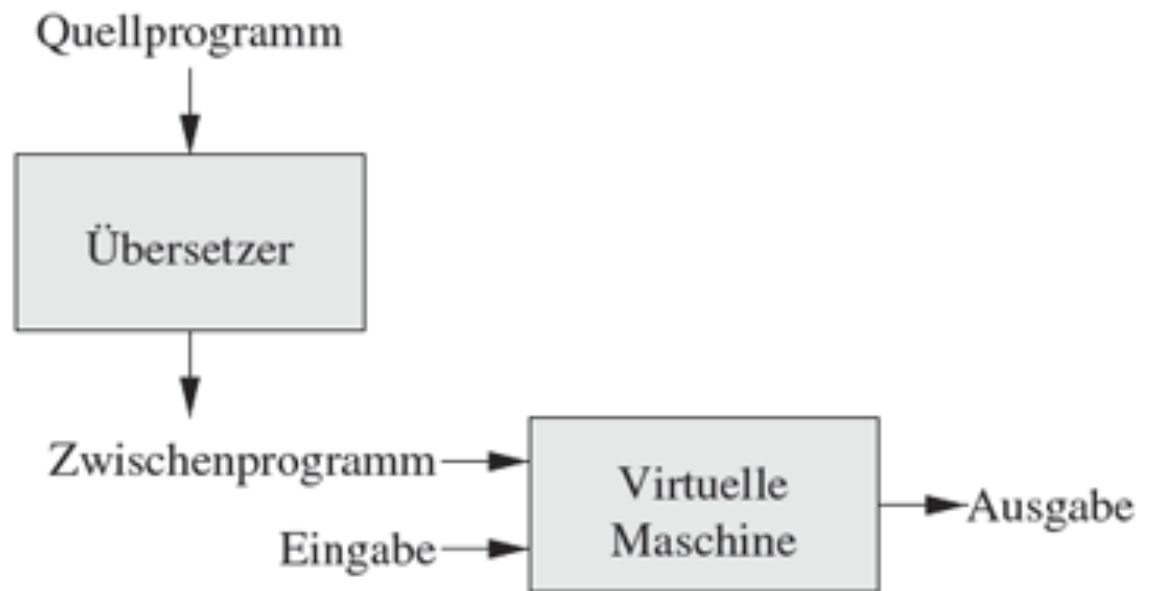 Quellprogramm
Übersetzer
Zwischenprogramm
Eingabe
Virtuelle
Maschine
Ausgabe